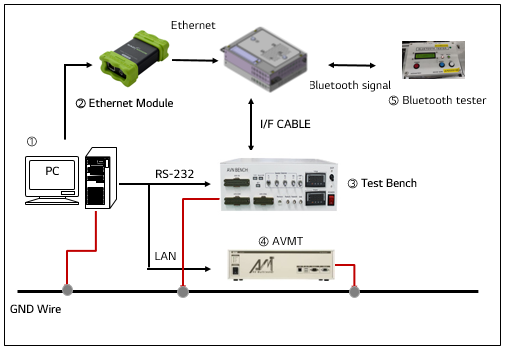 Ethernet
② Ethernet Module
Bluetooth signal
⑤ Bluetooth tester
I/F CABLE
①
PC
RS-232
AVN BENCH
③ Test Bench
④ AVMT
LAN
GND Wire